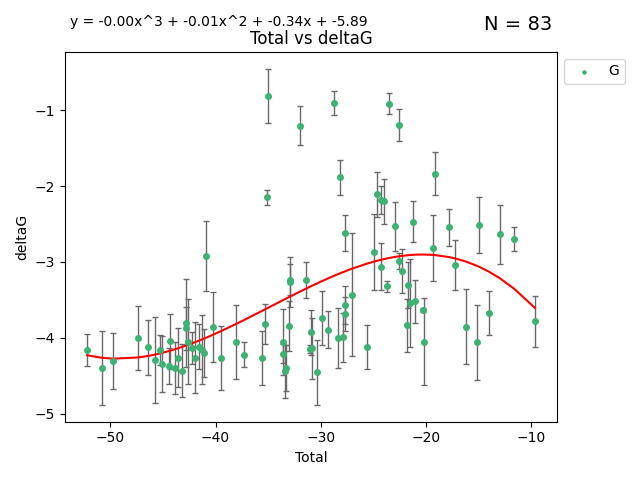 y = -0.00x^3 + -0.01x^2 + -0.34x + -5.89
N = 83
Total vs deltaG
G
−1
−2
−3
−4
−5
deltaG
−50 −40 −30 −20 −10
Total